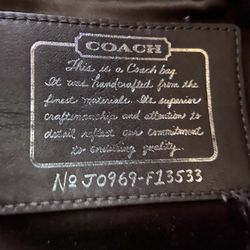 COACH
This is a Coach bag.
It was handcrafted from the
finest materials. Its superior
craftsmanship and attention to
detail reflect our commitment
to enduring quality.
No J0969-F13533